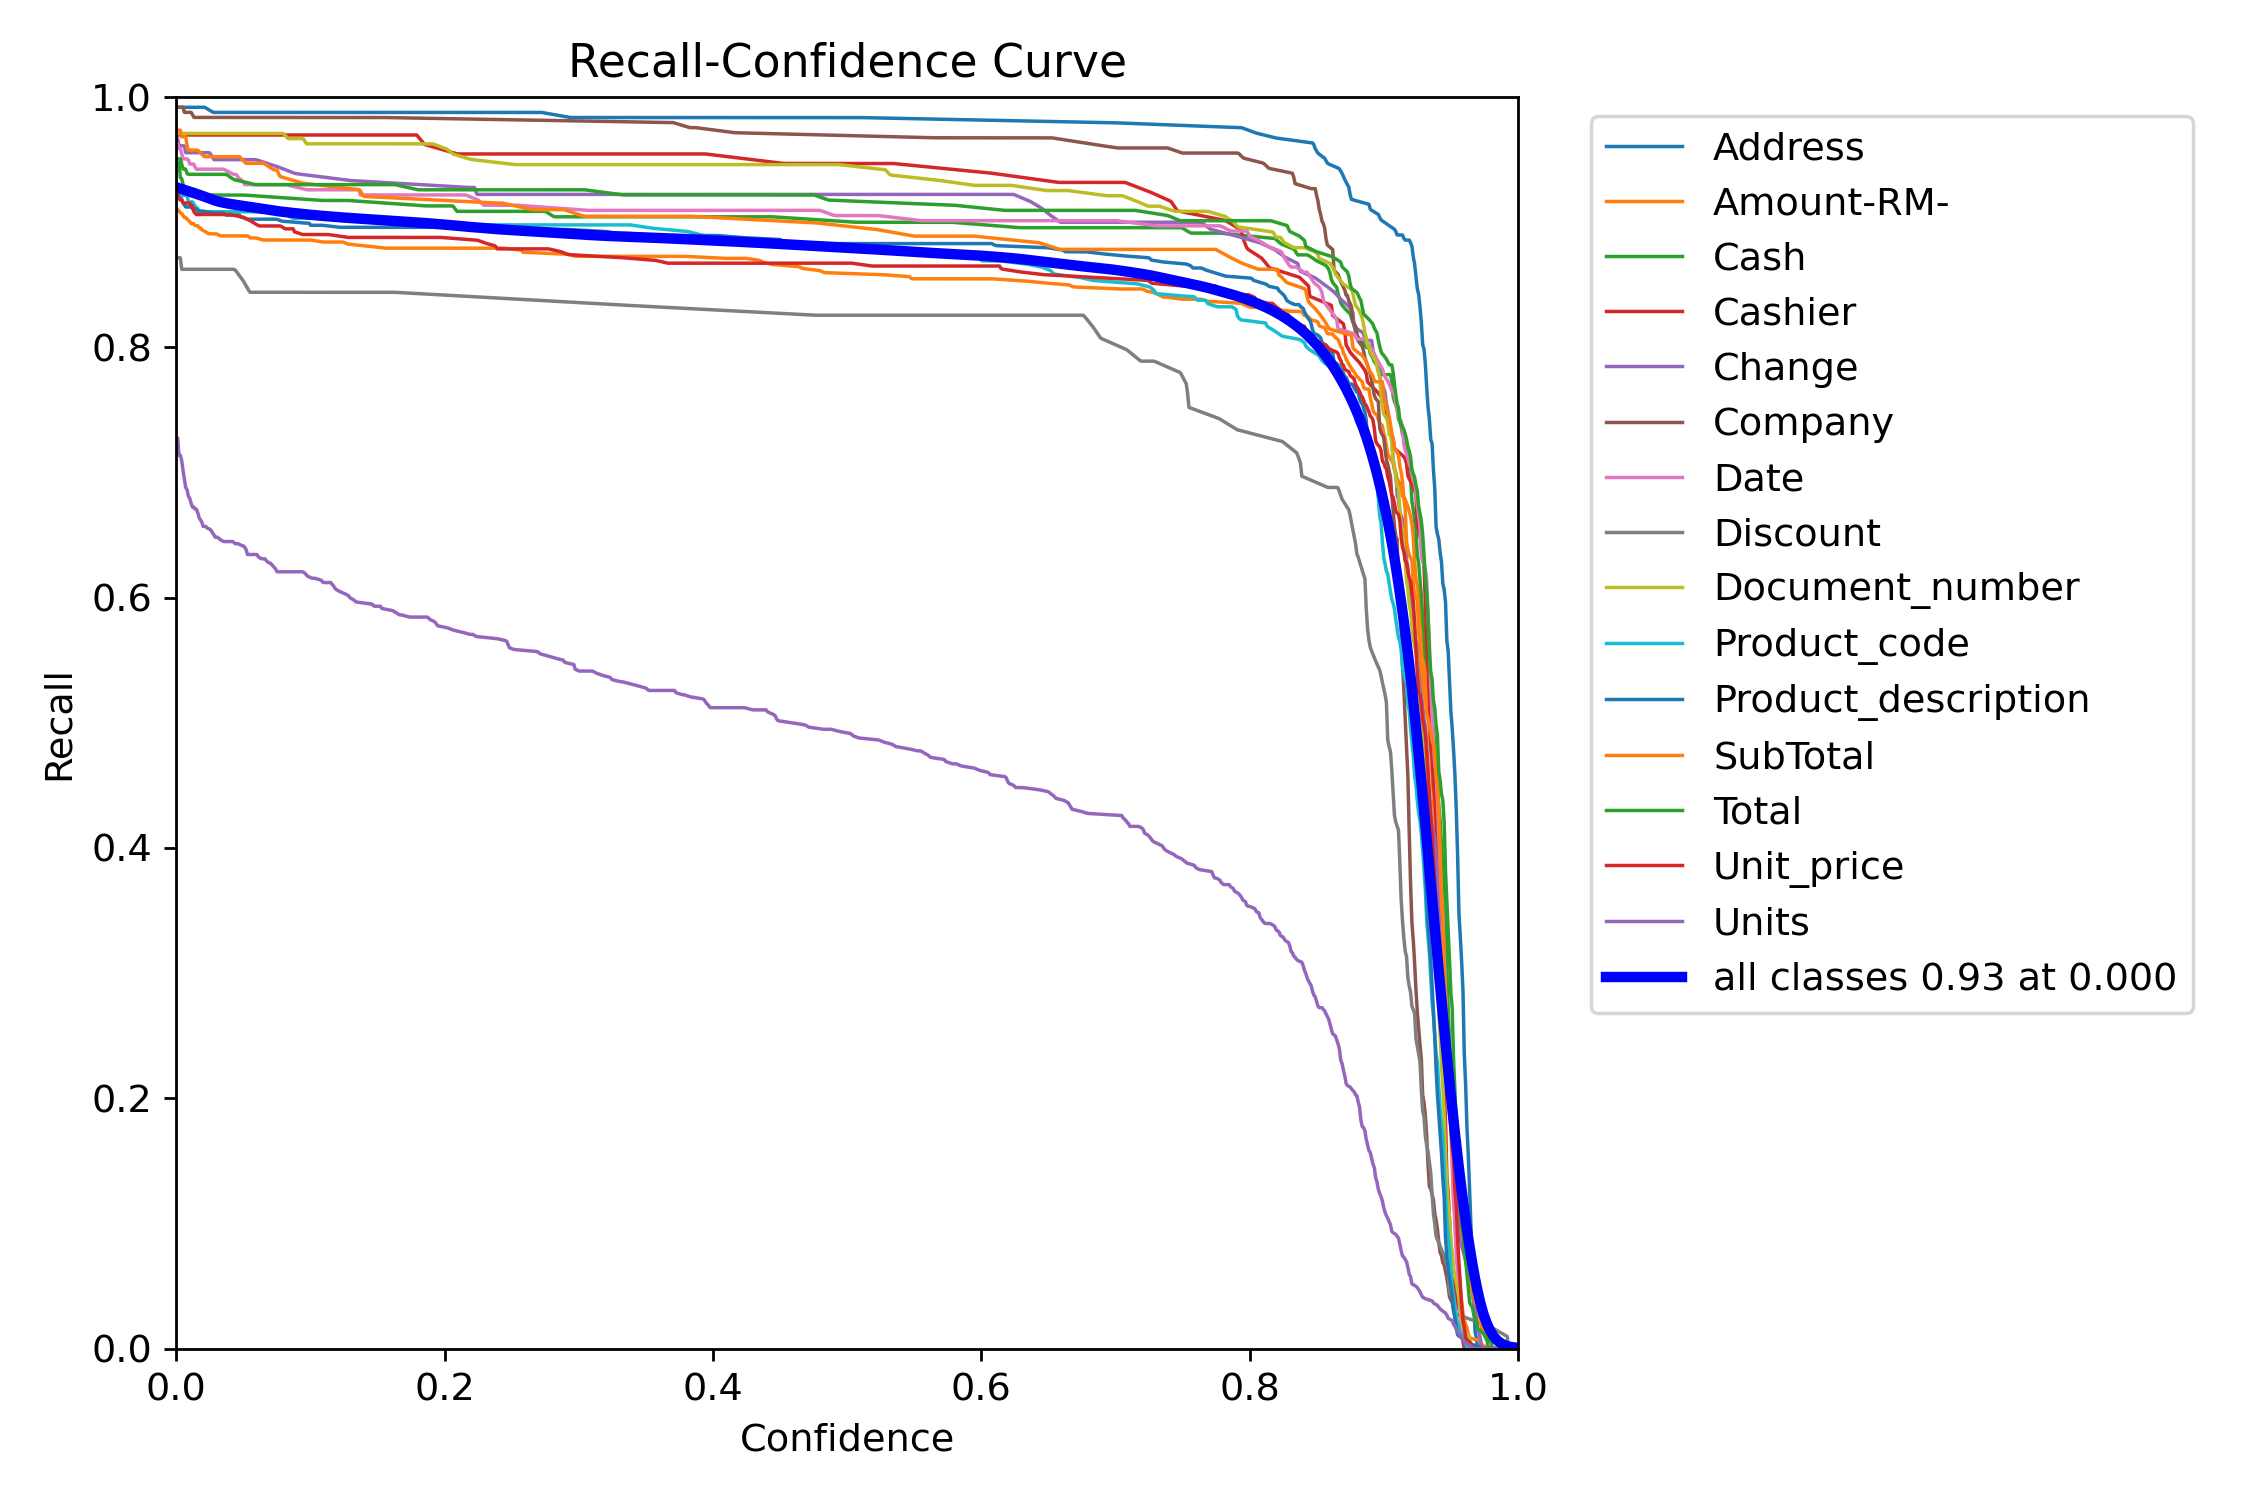 Recall-Confidence Curve
1.0
0.8
0.6
0.4
0.2
0.0
Recall
0.0 0.2 0.4 0.6 0.8 1.0
Confidence
Address
Amount-RM-
Cash
Cashier
Change
Company
Date
Discount
Document_number
Product_code
Product_description
SubTotal
Total
Unit_price
Units
all classes 0.93 at 0.000